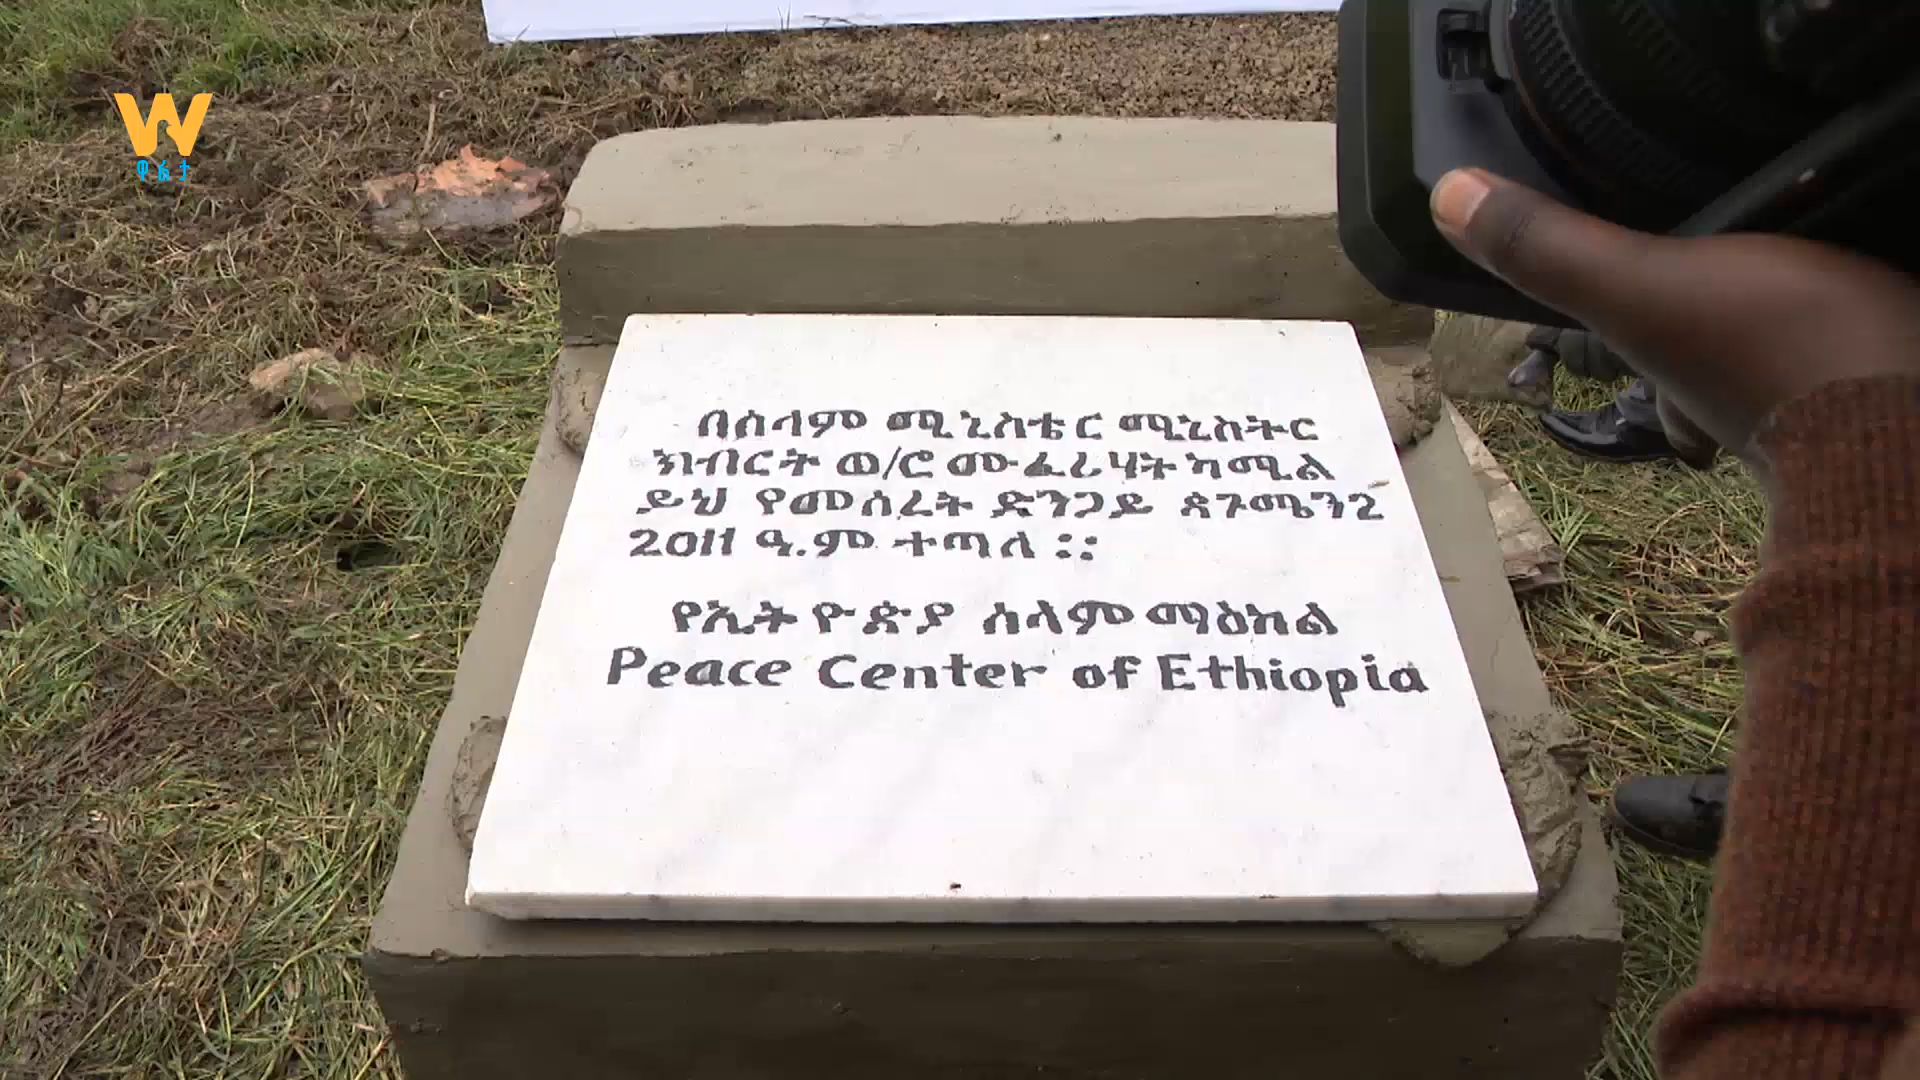 W
ዋልታ
በሰላም ሚኒስቴር ሚኒስትር
ክብርት ወ/ሮ ሙፈሪሃት ካሚል
ይህ የመሰረት ድንጋይ ጳጉሜን 2
2011 ዓ.ም ተጣለ ፡፡
የኢትዮጵያ ሰላም ማዕከል
Peace Center of Ethiopia